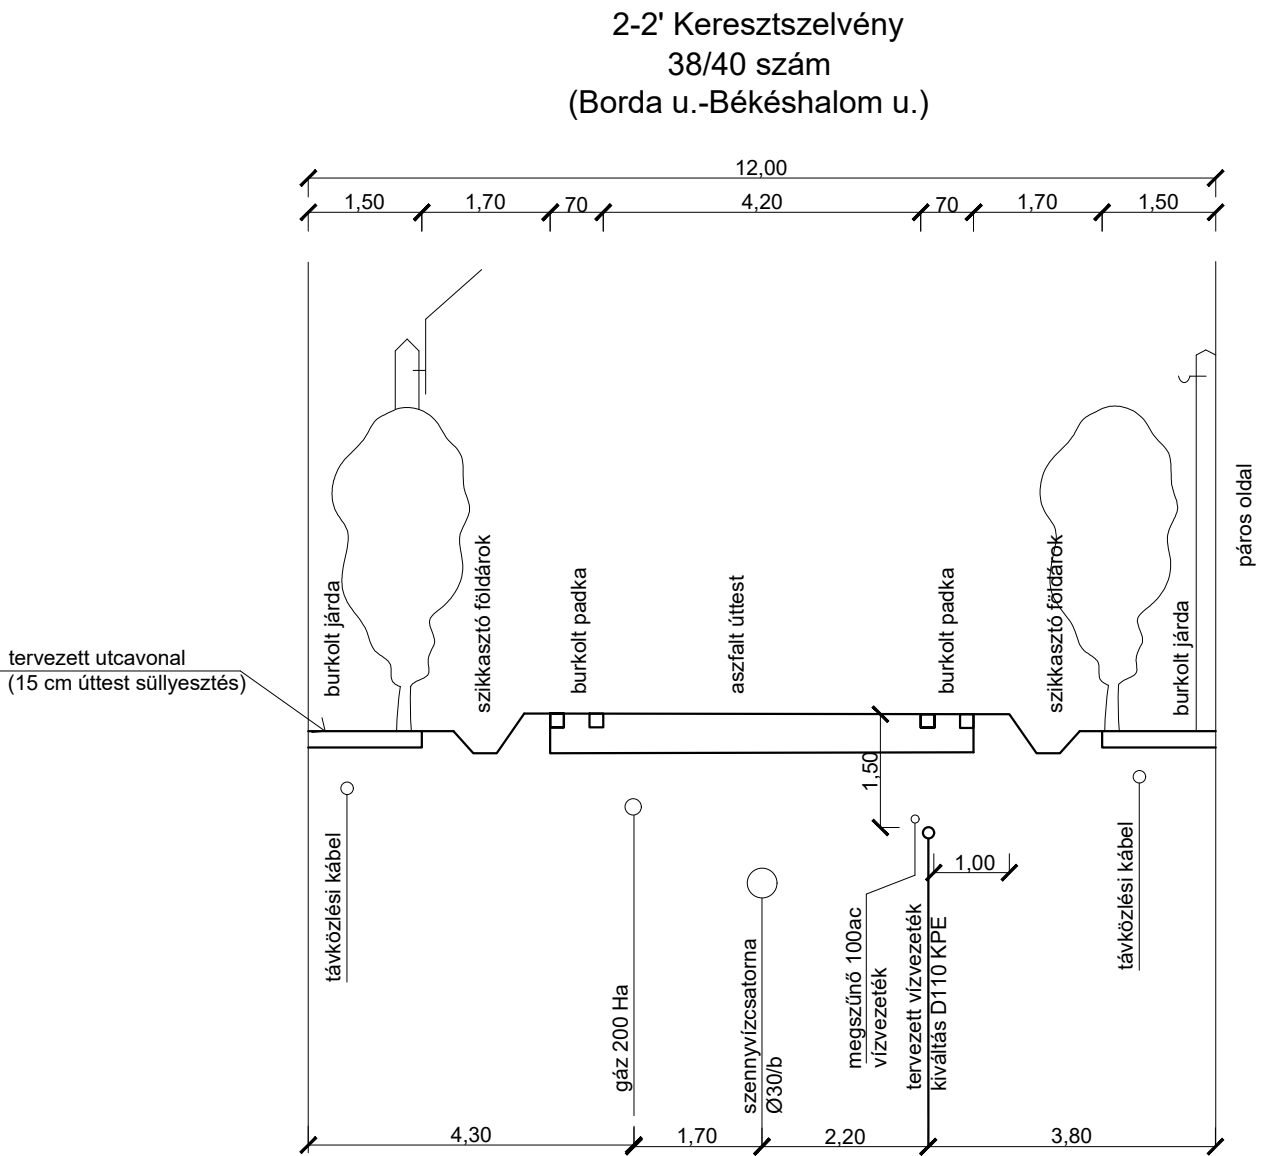 2-2' Keresztszelvény
38/40 szám
(Borda u.-Békéshalom u.)
12,00
1,50
1,70
70
4,20
70
1,70
1,50
burkolt járda
szikkasztó földárok
burkolt padka
aszfalt úttest
burkolt padka
szikkasztó földárok
burkolt járda
páros oldal
tervezett utcavonal
(15 cm úttest süllyesztés)
1,50
1,00
távközlési kábel
gáz 200 Ha
szennyvízcsatorna
Ø30/b
megszűnő 100ac
vízvezeték
tervezett vízvezeték
kiváltás D110 KPE
távközlési kábel
4,30
1,70
2,20
3,80